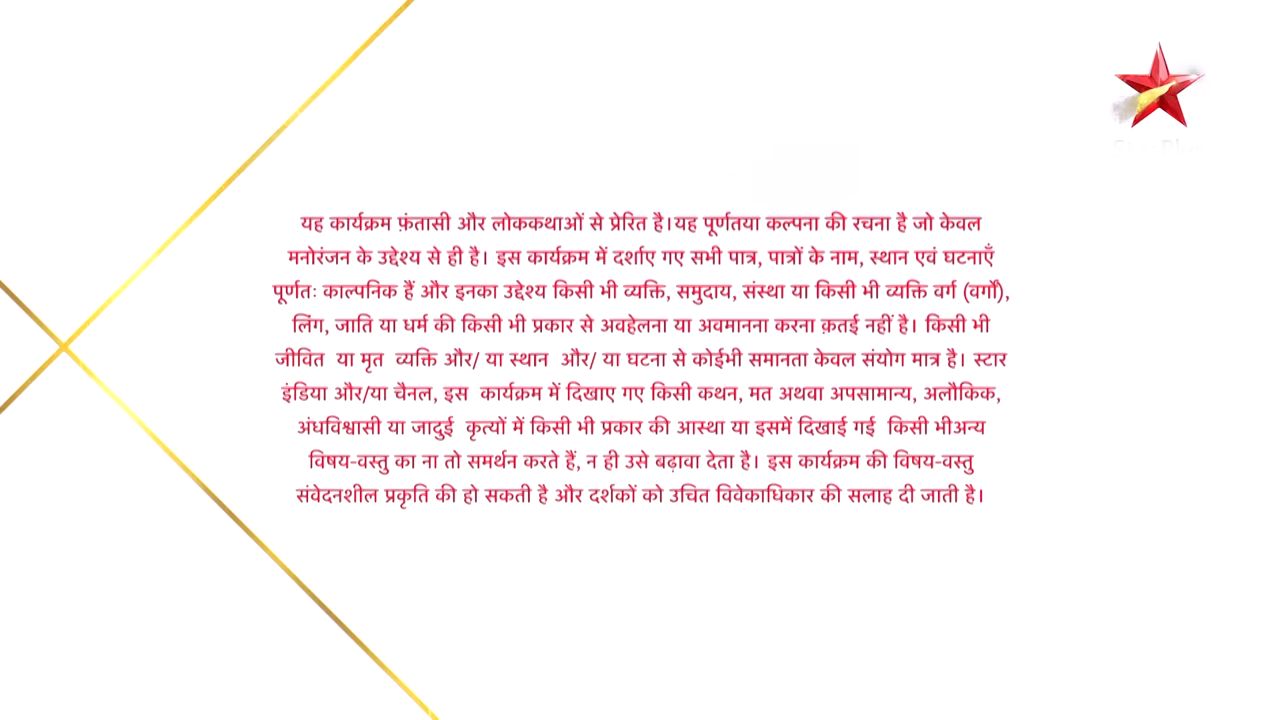 यह कार्यक्रम फ़ंतासी और लोककथाओं से प्रेरित है।यह पूर्णतया कल्पना की रचना है जो केवल
मनोरंजन के उद्देश्य से ही है। इस कार्यक्रम में दर्शाए गए सभी पात्र, पात्रों के नाम, स्थान एवं घटनाएँ
पूर्णतः काल्पनिक हैं और इनका उद्देश्य किसी भी व्यक्ति, समुदाय, संस्था या किसी भी व्यक्ति वर्ग (वर्गों),
लिंग, जाति या धर्म की किसी भी प्रकार से अवहेलना या अवमानना करना क़तई नहीं है। किसी भी
जीवित या मृत व्यक्ति और/ या स्थान और/ या घटना से कोईभी समानता केवल संयोग मात्र है। स्टार
इंडिया और/या चैनल, इस कार्यक्रम में दिखाए गए किसी कथन, मत अथवा अपसामान्य, अलौकिक,
अंधविश्वासी या जादुई कृत्यों में किसी भी प्रकार की आस्था या इसमें दिखाई गई किसी भीअन्य
विषय-वस्तु का ना तो समर्थन करते हैं, न ही उसे बढ़ावा देता है। इस कार्यक्रम की विषय-वस्तु
संवेदनशील प्रकृति की हो सकती है और दर्शकों को उचित विवेकाधिकार की सलाह दी जाती है।